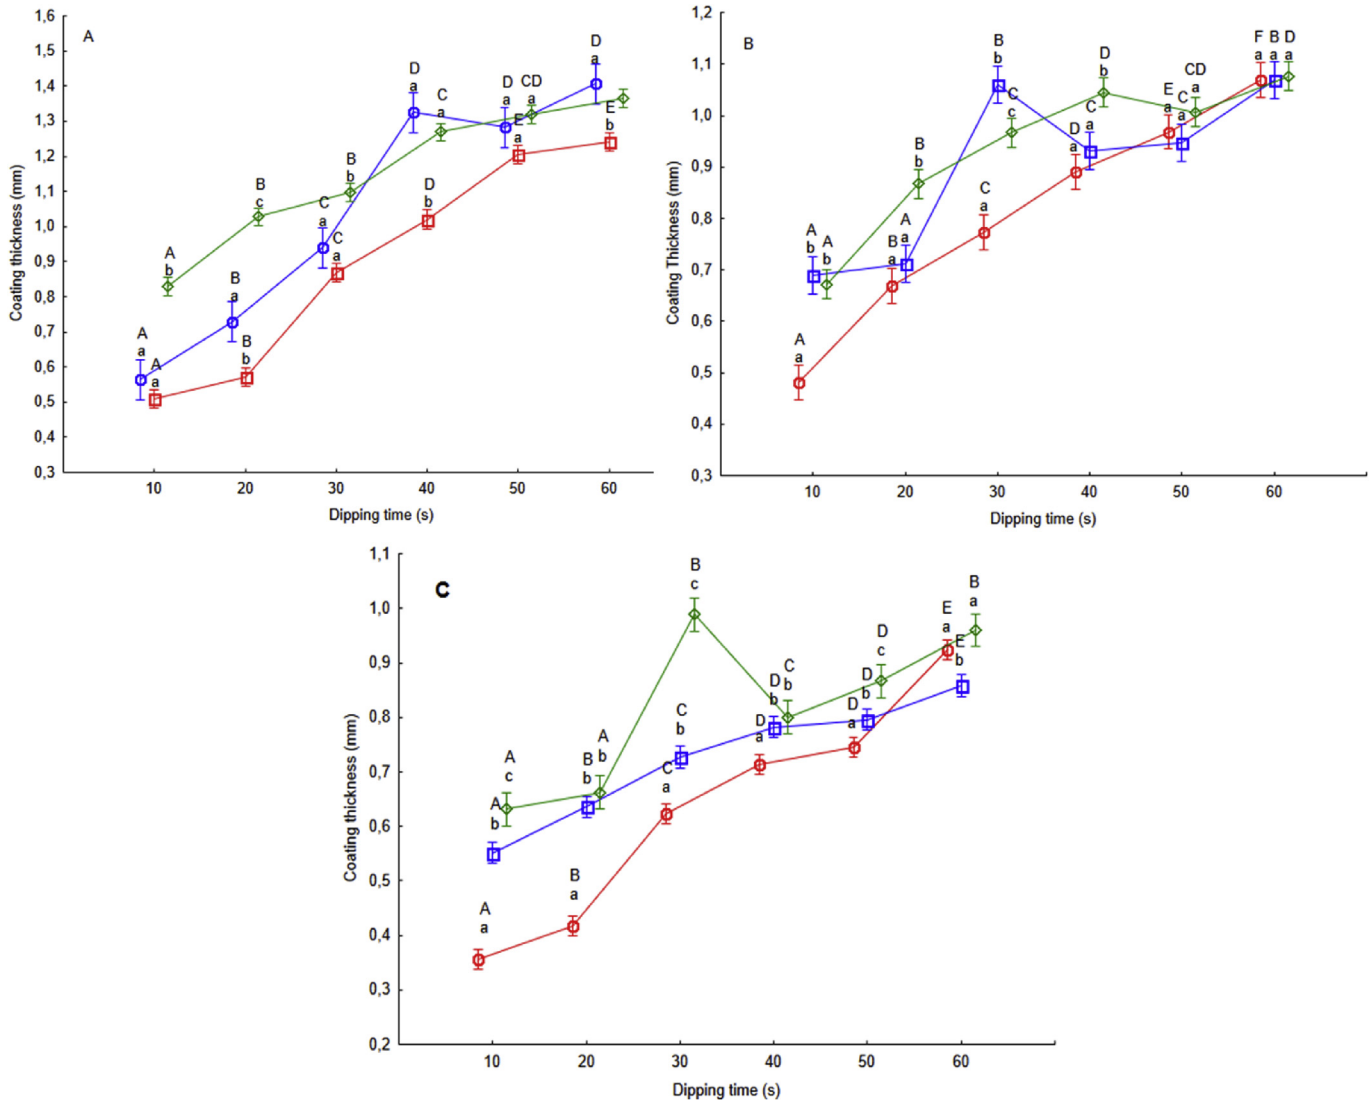 A
Coating thickness (mm)
1,6
1,5
1,4
1,3
1,2
1,1
1,0
0,9
0,8
0,7
0,6
0,5
0,4
0,3
A
a
A
a
A
b
B
a
B
b
B
c
C
a
C
a
B
b
D
a
D
b
C
a
D
a
E
a
CD
a
D
a
E
b
10 20 30 40 50 60
Dipping time (s)
B
Coating Thickness (mm)
1,2
1,1
1,0
0,9
0,8
0,7
0,6
0,5
0,4
0,3
A
a
A
b
A
b
B
a
A
a
B
b
C
a
B
b
C
c
D
a
C
a
D
b
E
a
C
a
CD
a
F B D
a a a
10 20 30 40 50 60
Dipping time (s)
C
Coating thickness (mm)
1,1
1,0
0,9
0,8
0,7
0,6
0,5
0,4
0,3
0,2
A
a
A
b
A
c
B
a
B
b
A
b
C
a
C
b
B
c
D
a
D
b
C
b
D
a
D
b
D
c
E
a
E
b
B
a
10 20 30 40 50 60
Dipping time (s)